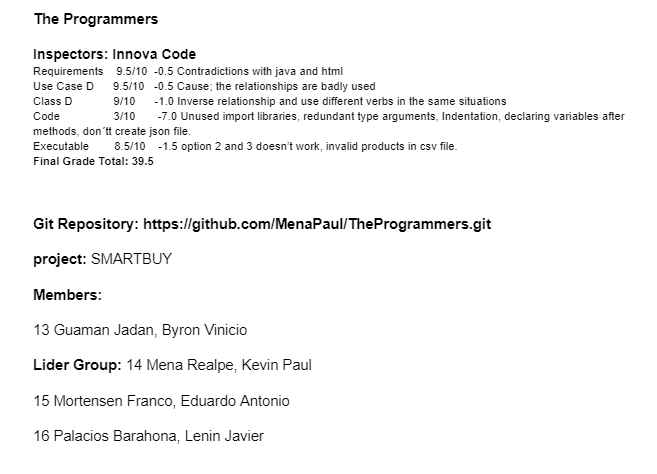 The Programmers
Inspectors: Innova Code
Requirements 9.5/10 -0.5 Contradictions with java and html
Use Case D 9.5/10 -0.5 Cause; the relationships are badly used
Class D 9/10 -1.0 Inverse relationship and use different verbs in the same situations
Code 3/10 -7.0 Unused import libraries, redundant type arguments, Indentation, declaring variables after
methods, don´tt create json file.
Executable 8.5/10 -1.5 option 2 and 3 doesn't work, invalid products in csv file.
Final Grade Total: 39.5
Git Repository: https://github.com/MenaPaul/TheProgrammers.git
project: SMARTBUY
Members:
13 Guaman Jadan, Byron Vinicio
Lider Group: 14 Mena Realpe, Kevin Paul
15 Mortensen Franco, Eduardo Antonio
16 Palacios Barahona, Lenin Javier